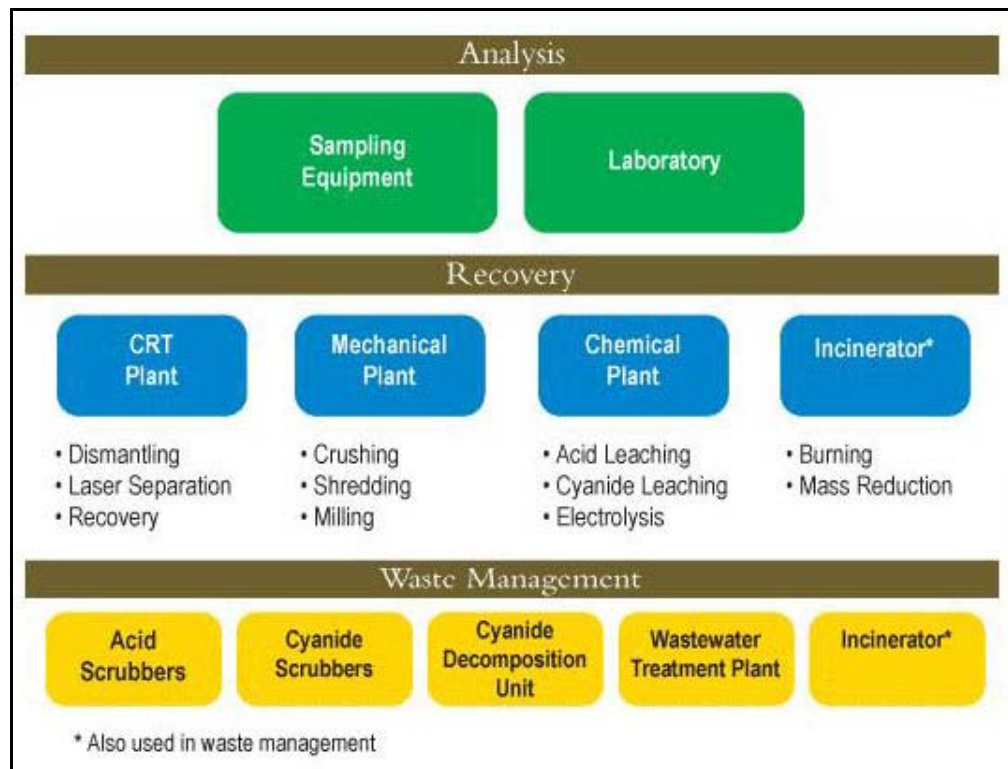 Analysis
Sampling
Equipment
Laboratory
Recovery
CRT
Plant
Mechanical
Plant
Chemical
Plant
Incinerator*
• Dismantling
• Laser Separation
• Recovery
• Crushing
• Shredding
• Milling
• Acid Leaching
• Cyanide Leaching
• Electrolysis
• Burning
• Mass Reduction
Waste Management
Acid
Scrubbers
Cyanide
Scrubbers
Cyanide
Decomposition
Unit
Wastewater
Treatment Plant
Incinerator*
* Also used in waste management